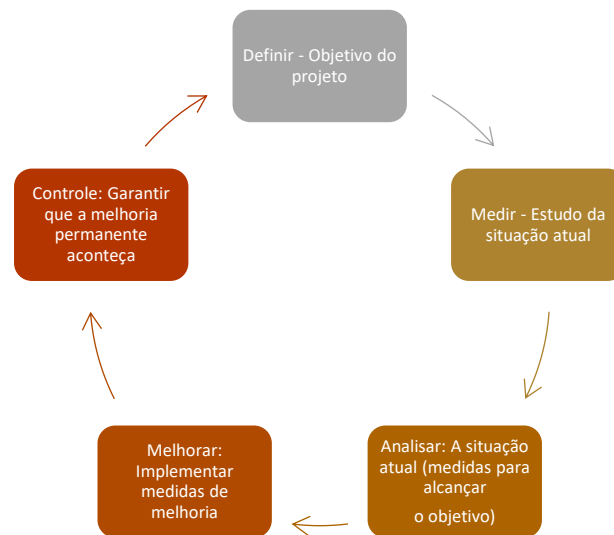 Definir - Objetivo do
projeto
Medir - Estudo da
situação atual
Analisar: A situação
atual (medidas para
alcançar
o objetivo)
Melhorar:
Implementar
medidas de
melhoria
Controle: Garantir
que a melhoria
permanente
aconteça